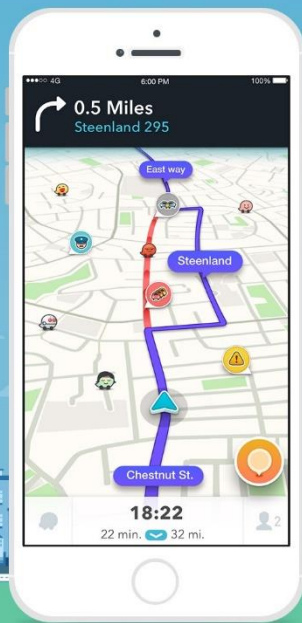 4G 6:00 PM 100%
0.5 Miles
Steenland 295
East way
Steenland
Chestnut St.
18:22
22 min. 32 mi.
2